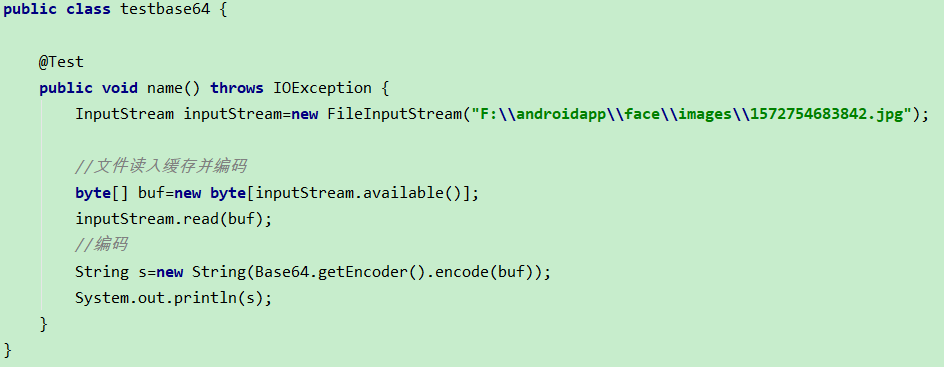 public class testbase64 {
@Test
public void name() throws IOException {
InputStream inputStream=new FileInputStream("F:\\androidapp\\face\\images\\1572754683842.jpg");
//文件读入缓存并编码
byte[] buf=new byte[inputStream.available()];
inputStream.read(buf);
//编码
String s=new String(Base64.getEncoder().encode(buf));
System.out.println(s);
}
}